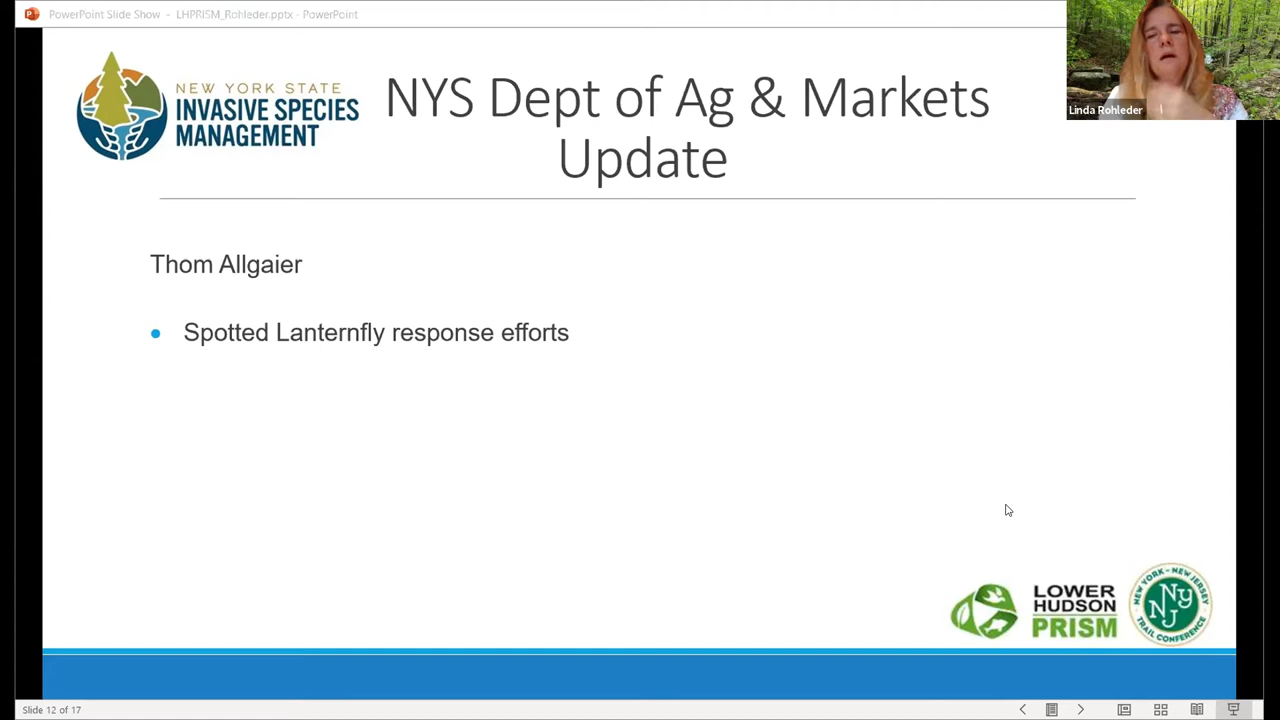 PowerPoint Slide Show - LHPRISM_Rohleder.pptx - PowerPoint
Linda Rohleder
NEW YORK STATE
INVASIVE SPECIES
MANAGEMENT
NYS Dept of Ag & Markets
Update
Thom Allgaier
• Spotted Lanternfly response efforts
LOWER
HUDSON
PRISM
NEW YORK - NEW JERSEY
NY
NJ
TRAIL CONFERENCE
Slide 12 of 17